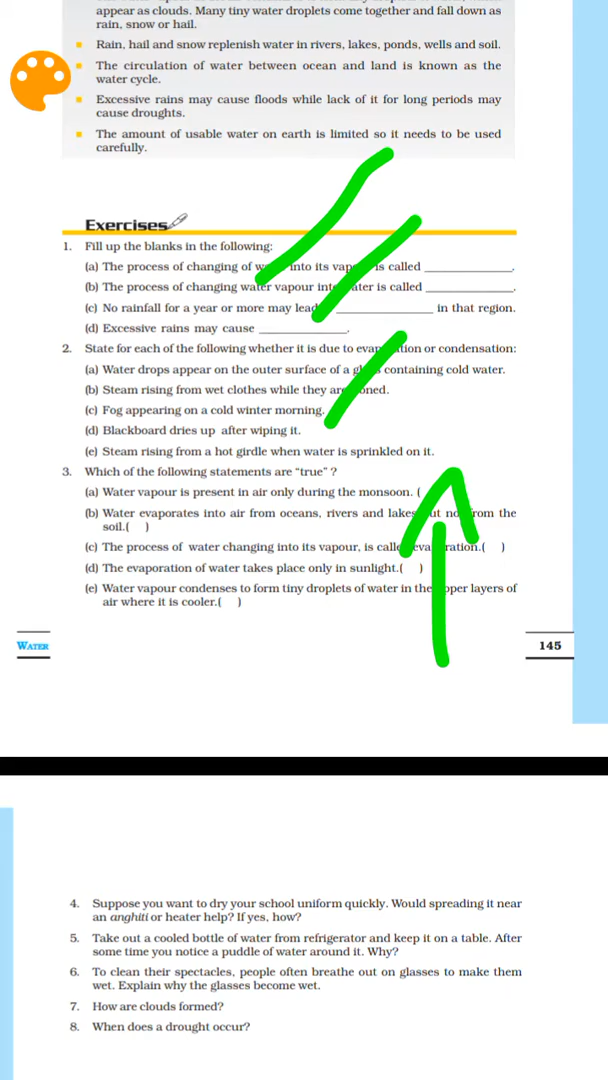 appear as clouds. Many tiny water droplets come together and fall down as
rain, snow or hail.
Rain, hail and snow replenish water in rivers, lakes, ponds, wells and soil.
The circulation of water between ocean and land is known as the
water cycle.
Excessive rains may cause floods while lack of it for long periods may
cause droughts.
The amount of usable water on earth is limited so it needs to be used
carefully.
Exercises
1. Fill up the blanks in the following:
(a) The process of changing of into its is called ______________.
(b) The process of changing water vapour is called ______________.
(c) No rainfall for a year or more may lead ________________ in that region.
(d) Excessive rains may cause ______________.
2. State for each of the following whether it is due to or condensation:
(a) Water drops appear on the outer surface of a containing cold water.
(b) Steam rising from wet clothes while they
(c) Fog appearing on a cold winter morning.
(d) Blackboard dries up after wiping it.
(e) Steam rising from a hot girdle when water is sprinkled on it.
3. Which of the following statements are "true" ?
(a) Water vapour is present in air only during the monsoon. (
(b) Water evaporates into air from oceans, rivers and from the
soil.( )
(c) The process of water changing into its vapour, is ( )
(d) The evaporation of water takes place only in sunlight.( )
(e) Water vapour condenses to form tiny droplets of water in the layers of
air where it is cooler.( )
WATER
145
4. Suppose you want to dry your school uniform quickly. Would spreading it near
an anghiti or heater help? If yes, how?
5. Take out a cooled bottle of water from refrigerator and keep it on a table. After
some time you notice a puddle of water around it. Why?
6. To clean their spectacles, people often breathe out on glasses to make them
wet. Explain why the glasses become wet.
7. How are clouds formed?
8. When does a drought occur?